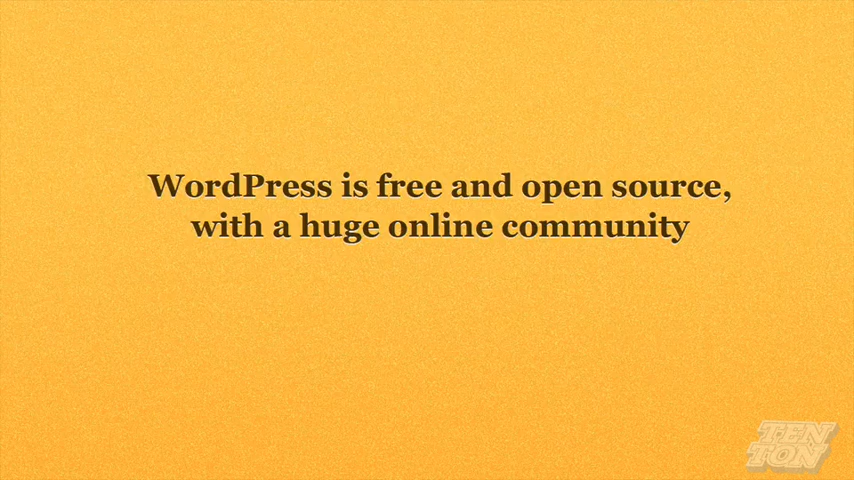 WordPress is free and open source,
with a huge online community
TEN
TON